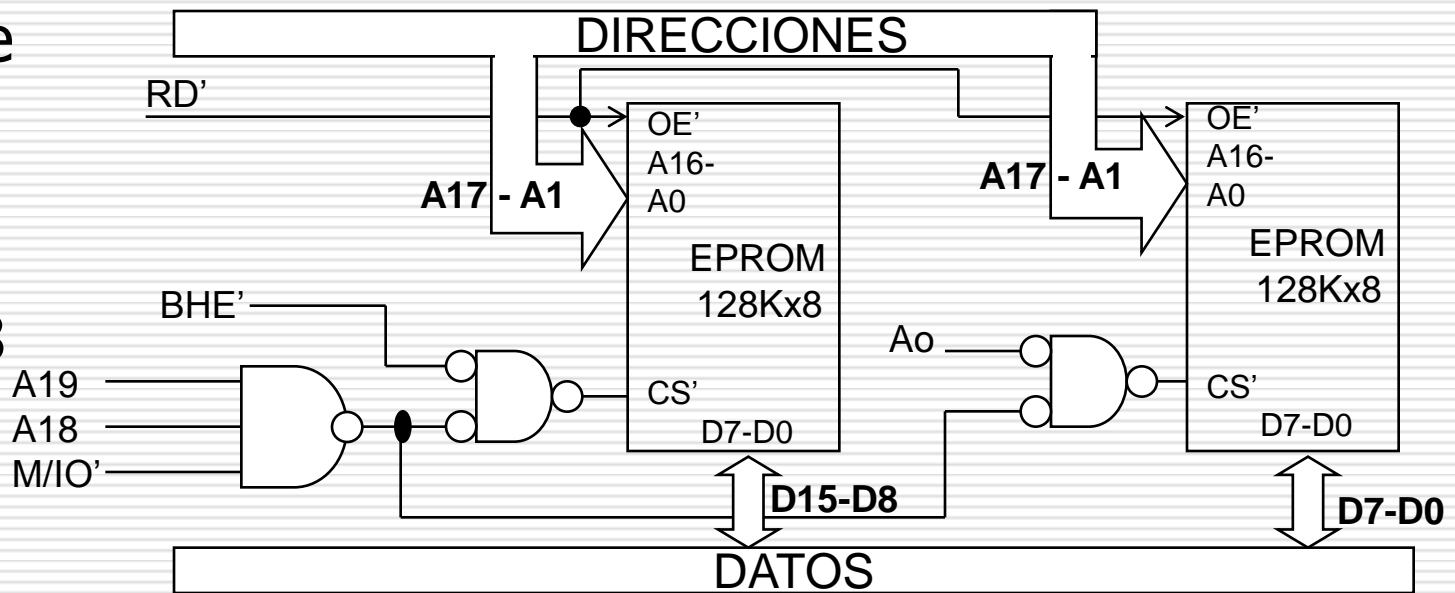 e
DIRECCIONES
RD’
OE’
A16-
A0
A17 - A1
EPROM
128Kx8
CS’
D7-D0
OE’
A16-
A0
A17 - A1
EPROM
128Kx8
CS’
D7-D0
BHE’
Ao
A19
A18
M/IO’
D15-D8
D7-D0
DATOS